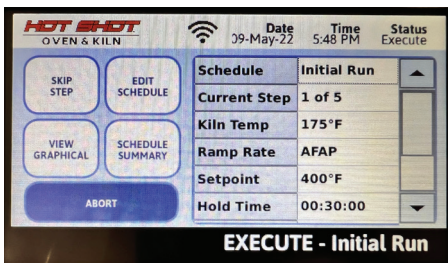 HOT SHOT
OVEN & KILN
Date
09-May-22
Time
5:48 PM
Status
Execute
SKIP
STEP
EDIT
SCHEDULE
VIEW
GRAPHICAL
SCHEDULE
SUMMARY
ABORT
Schedule Initial Run
Current Step 1 of 5
Kiln Temp 175°F
Ramp Rate AFAP
Setpoint 400°F
Hold Time 00:30:00
EXECUTE - Initial Run